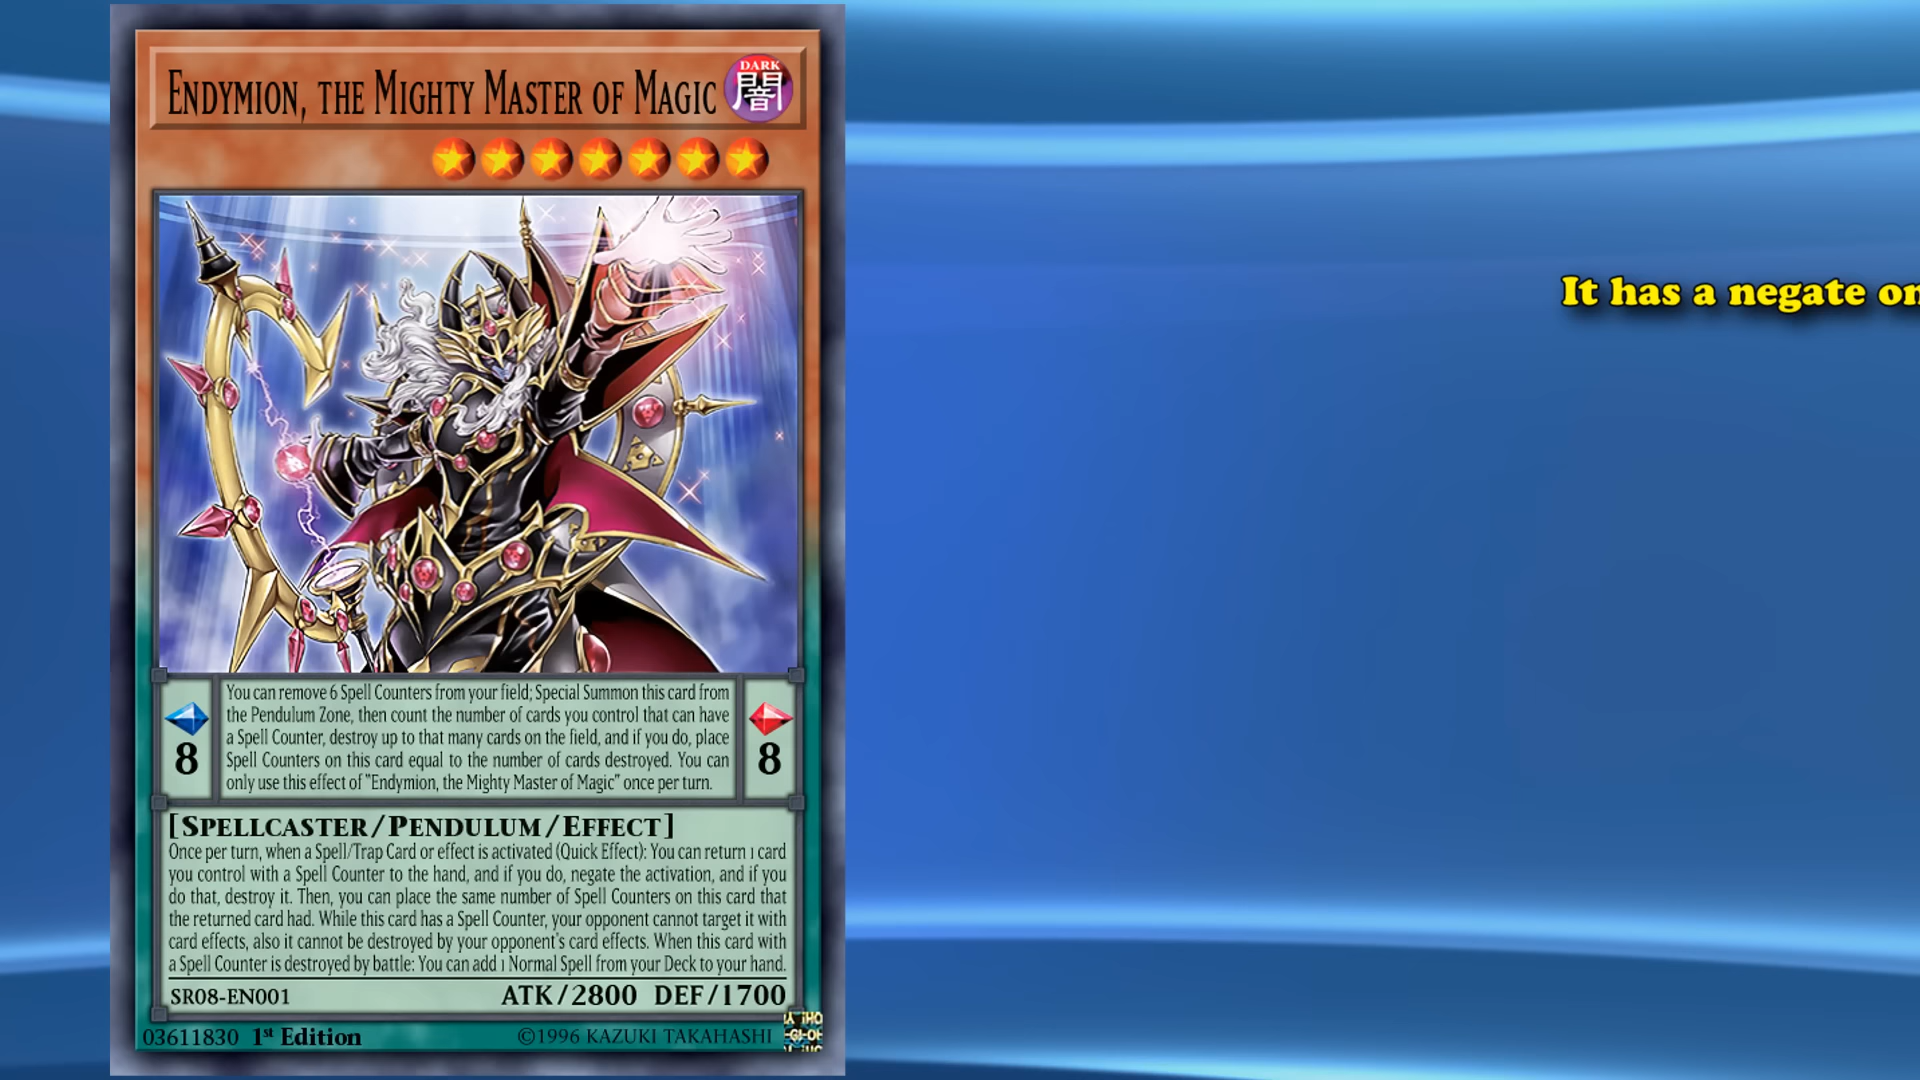 ENDYMION, THE MIGHTY MASTER OF MAGIC
DARK
闇
You can remove 6 Spell Counters from your field; Special Summon this card from
the Pendulum Zone, then count the number of cards you control that can have
a Spell Counter, destroy up to that many cards on the field, and if you do, place
Spell Counters on this card equal to the number of cards destroyed. You can
only use this effect of "Endymion, the Mighty Master of Magic" once per turn.
8
8
[SPELLCASTER/PENDULUM/EFFECT]
Once per turn, when a Spell/Trap Card or effect is activated (Quick Effect): You can return 1 card
you control with a Spell Counter to the hand, and if you do, negate the activation, and if you
do that, destroy it. Then, you can place the same number of Spell Counters on this card that
the returned card had. While this card has a Spell Counter, your opponent cannot target it with
card effects, also it cannot be destroyed by your opponent's card effects. When this card with
a Spell Counter is destroyed by battle: You can add 1 Normal Spell from your Deck to your hand.
SR08-EN001 ATK/2800 DEF/1700
03611830 1st Edition ©1996 KAZUKI TAKAHASHI
It has a negate on